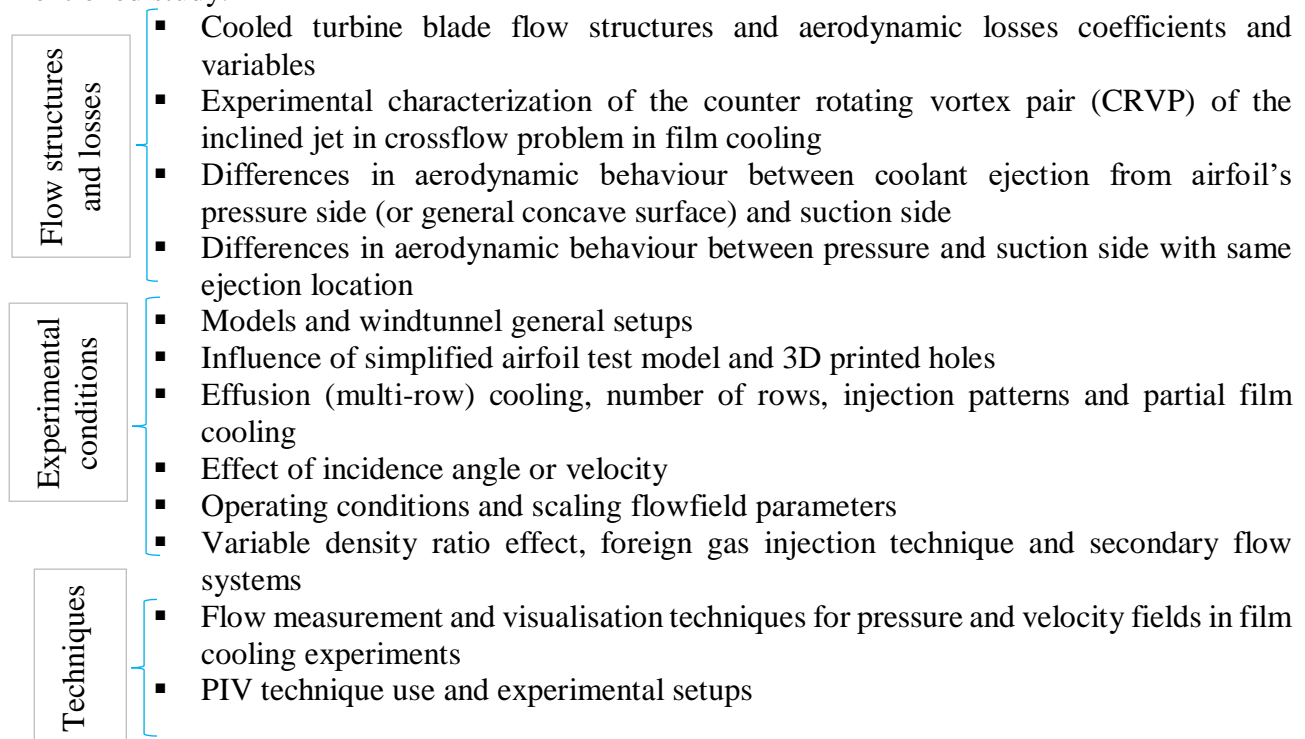 ▪ Cooled turbine blade flow structures and aerodynamic losses coefficients and
variables
▪ Experimental characterization of the counter rotating vortex pair (CRVP) of the
inclined jet in crossflow problem in film cooling
▪ Differences in aerodynamic behaviour between coolant ejection from airfoil’s
pressure side (or general concave surface) and suction side
▪ Differences in aerodynamic behaviour between pressure and suction side with same
ejection location
Flow structures
and losses
▪ Models and windtunnel general setups
▪ Influence of simplified airfoil test model and 3D printed holes
▪ Effusion (multi-row) cooling, number of rows, injection patterns and partial film
cooling
▪ Effect of incidence angle or velocity
▪ Operating conditions and scaling flowfield parameters
▪ Variable density ratio effect, foreign gas injection technique and secondary flow
systems
Experimental
conditions
▪ Flow measurement and visualisation techniques for pressure and velocity fields in film
cooling experiments
▪ PIV technique use and experimental setups
Techniques